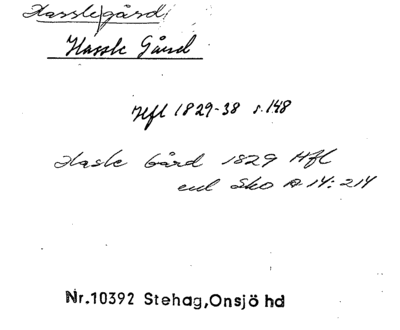 Hasslegård
Hassle Gård
Hfl 1829-38 s. 148
Hasle Gård 1829 Hfl
enl Sko A 14: 214
Nr.10392 Stehag,Onsjö hd